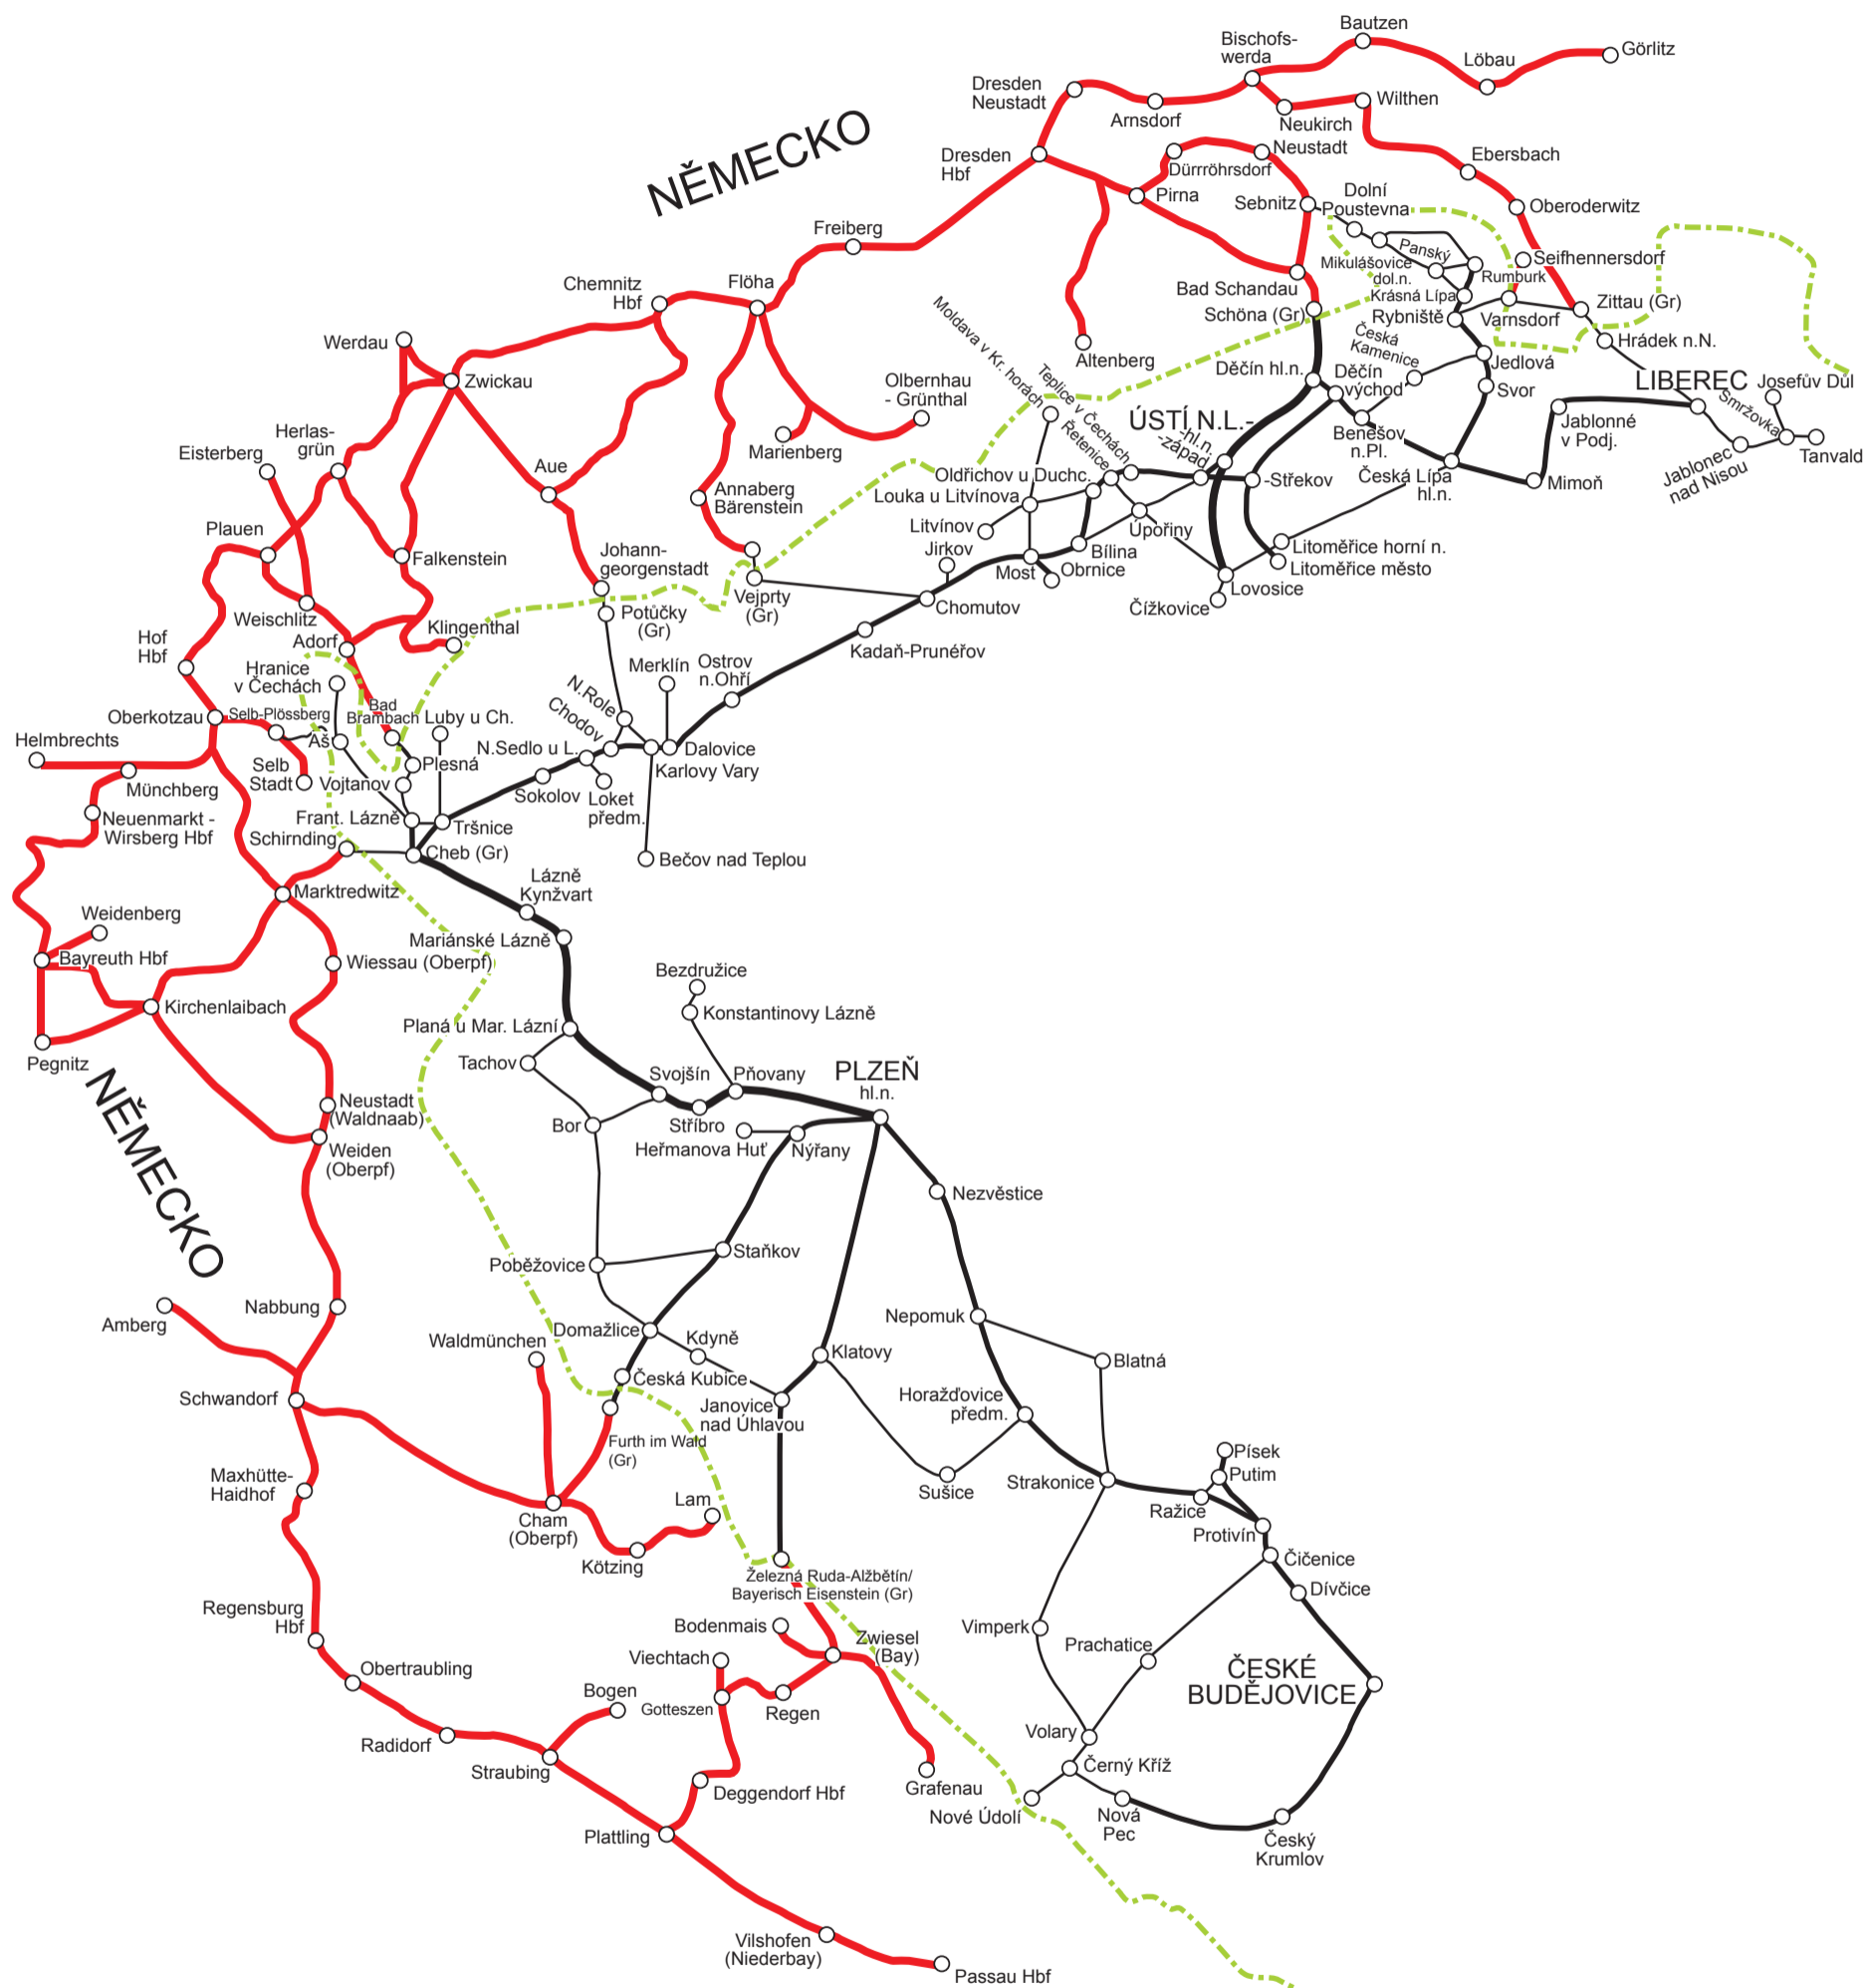 Bautzen
Bischofs-
werda
Löbau
Görlitz
Dresden
Neustadt
Arnsdorf
Neukirch
Wilthen
NĚMECKO
Dresden
Hbf
Dürrröhrsdorf
Neustadt
Ebersbach
Pirna
Sebnitz
Dolní
Poustevna
Oberoderwitz
Freiberg
Panský
Mikulášovice
dol.n.
Rumburk
Seifhennersdorf
Chemnitz
Hbf
Flöha
Bad Schandau
Krásná Lípa
Schöna (Gr)
Rybniště
Varnsdorf
Zittau (Gr)
Werdau
Moldava v Kr. horách
Altenberg
Česká
Kamenice
Jedlová
Hrádek n.N.
Zwickau
Olbernhau
- Grünthal
Teplice v Čechách
Děčín hl.n.
Děčín
východ
Svor
LIBEREC
Josefův Důl
Smržovka
Herlas-
grün
Marienberg
Řetenice
ÚSTÍ N.L.-
-hl.n.
-západ
Benešov
n.Pl.
Jablonné
v Podj.
Jablonec
nad Nisou
Tanvald
Eisterberg
Aue
Annaberg
Bärenstein
Oldřichov u Duchc.
Louka u Litvínova
-Střekov
Česká Lípa
hl.n.
Mimoň
Plauen
Litvínov
Úpořiny
Falkenstein
Johann-
georgenstadt
Jirkov
Most
Obrnice
Bílina
Litoměřice horní n.
Litoměřice město
Weischlitz
Vejprty
(Gr)
Chomutov
Čížkovice
Lovosice
Potůčky
(Gr)
Hof
Hbf
Adorf
Klingenthal
Kadaň-Prunéřov
Hranice
v Čechách
Merklín
Ostrov
n.Ohří
N.Role
Chodov
Oberkotzau
Selb-Plössberg
Bad
Brambach
Luby u Ch.
Helmbrechts
Aš
N.Sedlo u L.
Dalovice
Karlovy Vary
Selb
Stadt
Plesná
Vojtanov
Münchberg
Sokolov
Loket
předm.
Neuenmarkt -
Wirsberg Hbf
Frant. Lázně
Tršnice
Schirnding
Cheb (Gr)
Bečov nad Teplou
Marktredwitz
Lázně
Kynžvart
Weidenberg
Mariánské Lázně
Bayreuth Hbf
Wiessau (Oberpf)
Bezdružice
Kirchenlaibach
Konstantinovy Lázně
Planá u Mar. Lázní
Pegnitz
Tachov
Svojšín
Pňovany
PLZEŇ
hl.n.
NĚMECKO
Neustadt
(Waldnaab)
Bor
Stříbro
Heřmanova Huť
Nýřany
Weiden
(Oberpf)
Nezvěstice
Poběžovice
Staňkov
Amberg
Nabbung
Nepomuk
Waldmünchen
Domažlice
Kdyně
Klatovy
Blatná
Schwandorf
Česká Kubice
Janovice
nad Úhlavou
Horažďovice
předm.
Furth im Wald
(Gr)
Písek
Putim
Maxhütte-
Haidhof
Sušice
Strakonice
Cham
(Oberpf)
Lam
Ražice
Protivín
Kötzing
Čičenice
Železná Ruda-Alžbětín/
Bayerisch Eisenstein (Gr)
Dívčice
Regensburg
Hbf
Bodenmais
Zwiesel
(Bay)
Vimperk
Prachatice
Viechtach
Obertraubling
ČESKÉ
BUDĚJOVICE
Bogen
Gotteszen
Regen
Radidorf
Volary
Straubing
Černý Kříž
Deggendorf Hbf
Grafenau
Nové Údolí
Nová
Pec
Plattling
Český
Krumlov
Vilshofen
(Niederbay)
Passau Hbf